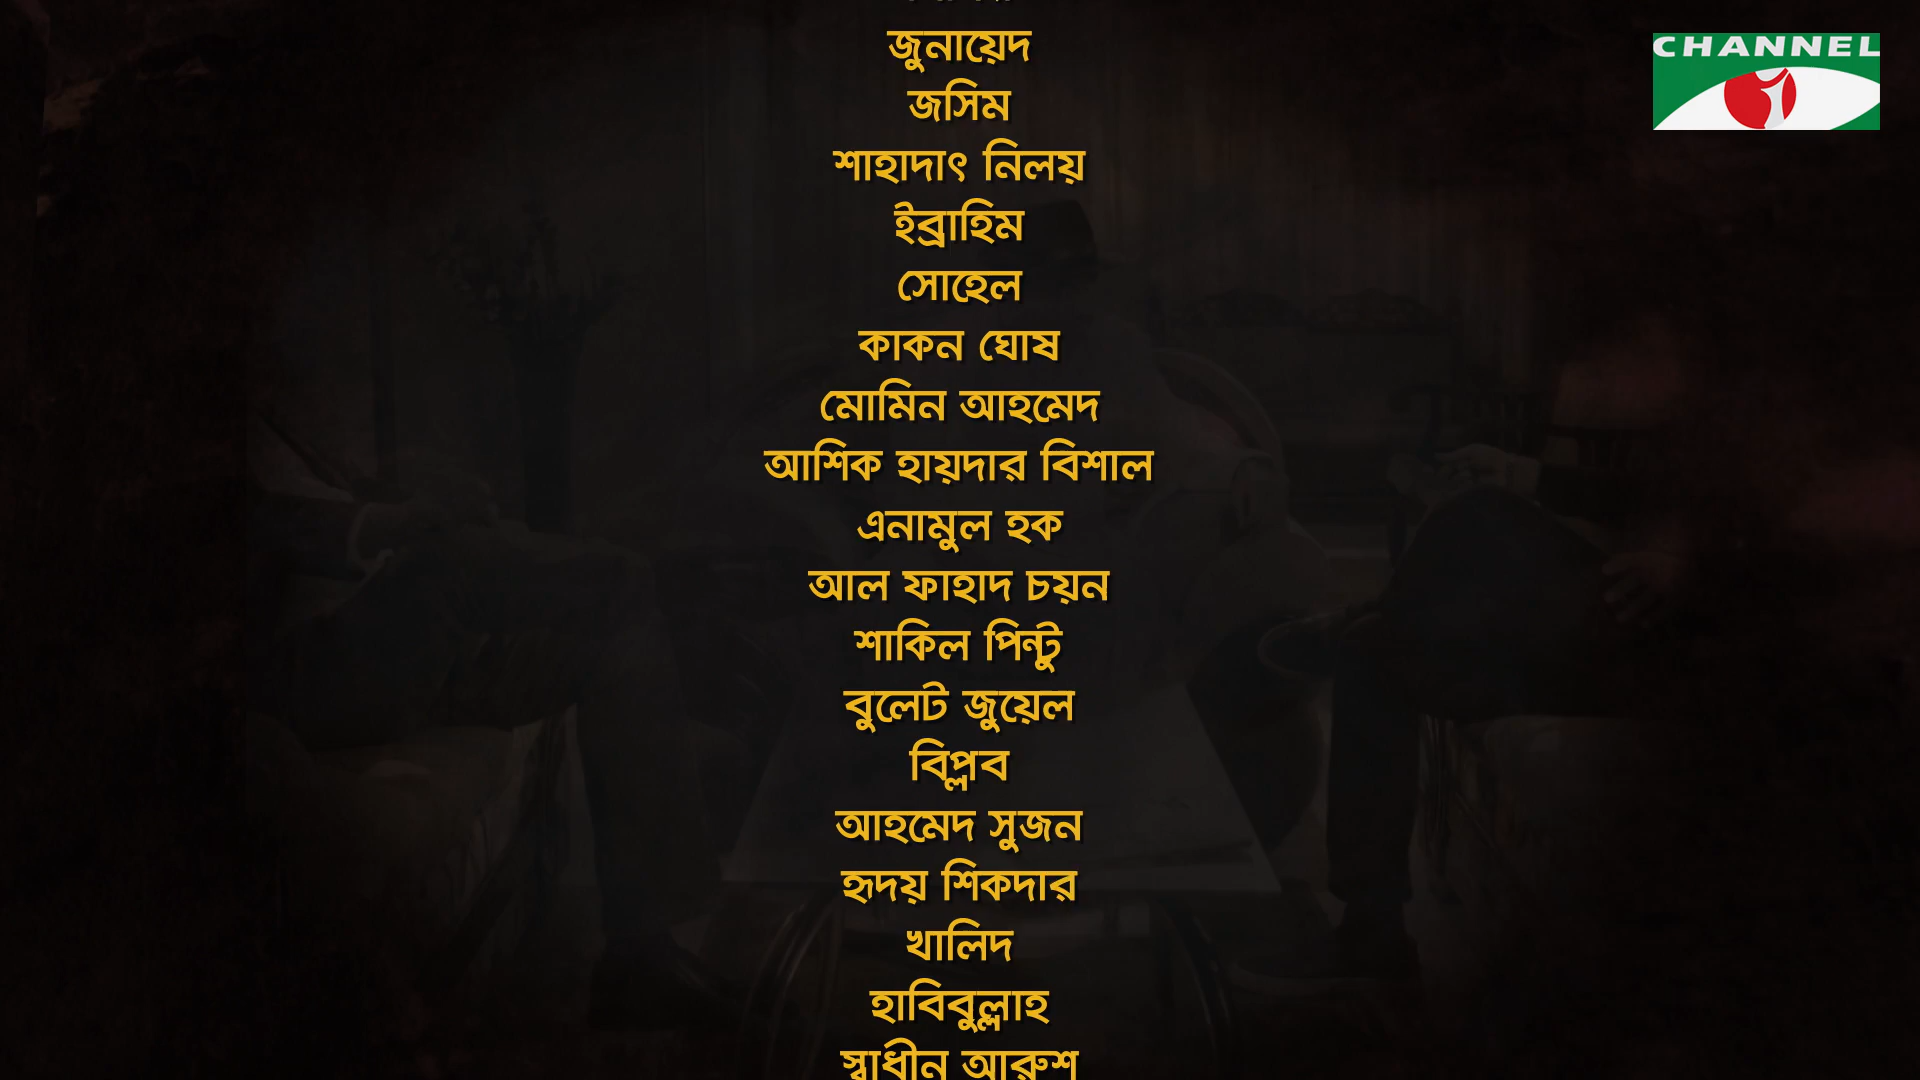 জুনায়েদ
CHANNEL
জসিম
শাহাদাৎ নিলয়
ইব্রাহিম
সোহেল
কাকন ঘোষ
মোমিন আহমেদ
আশিক হায়দার বিশাল
এনামুল হক
আল ফাহাদ চয়ন
শাকিল পিন্টু
বুলেট জুয়েল
বিপ্লব
আহমেদ সুজন
হৃদয় শিকদার
খালিদ
হাবিবুল্লাহ
স্বাধীন আরুশ